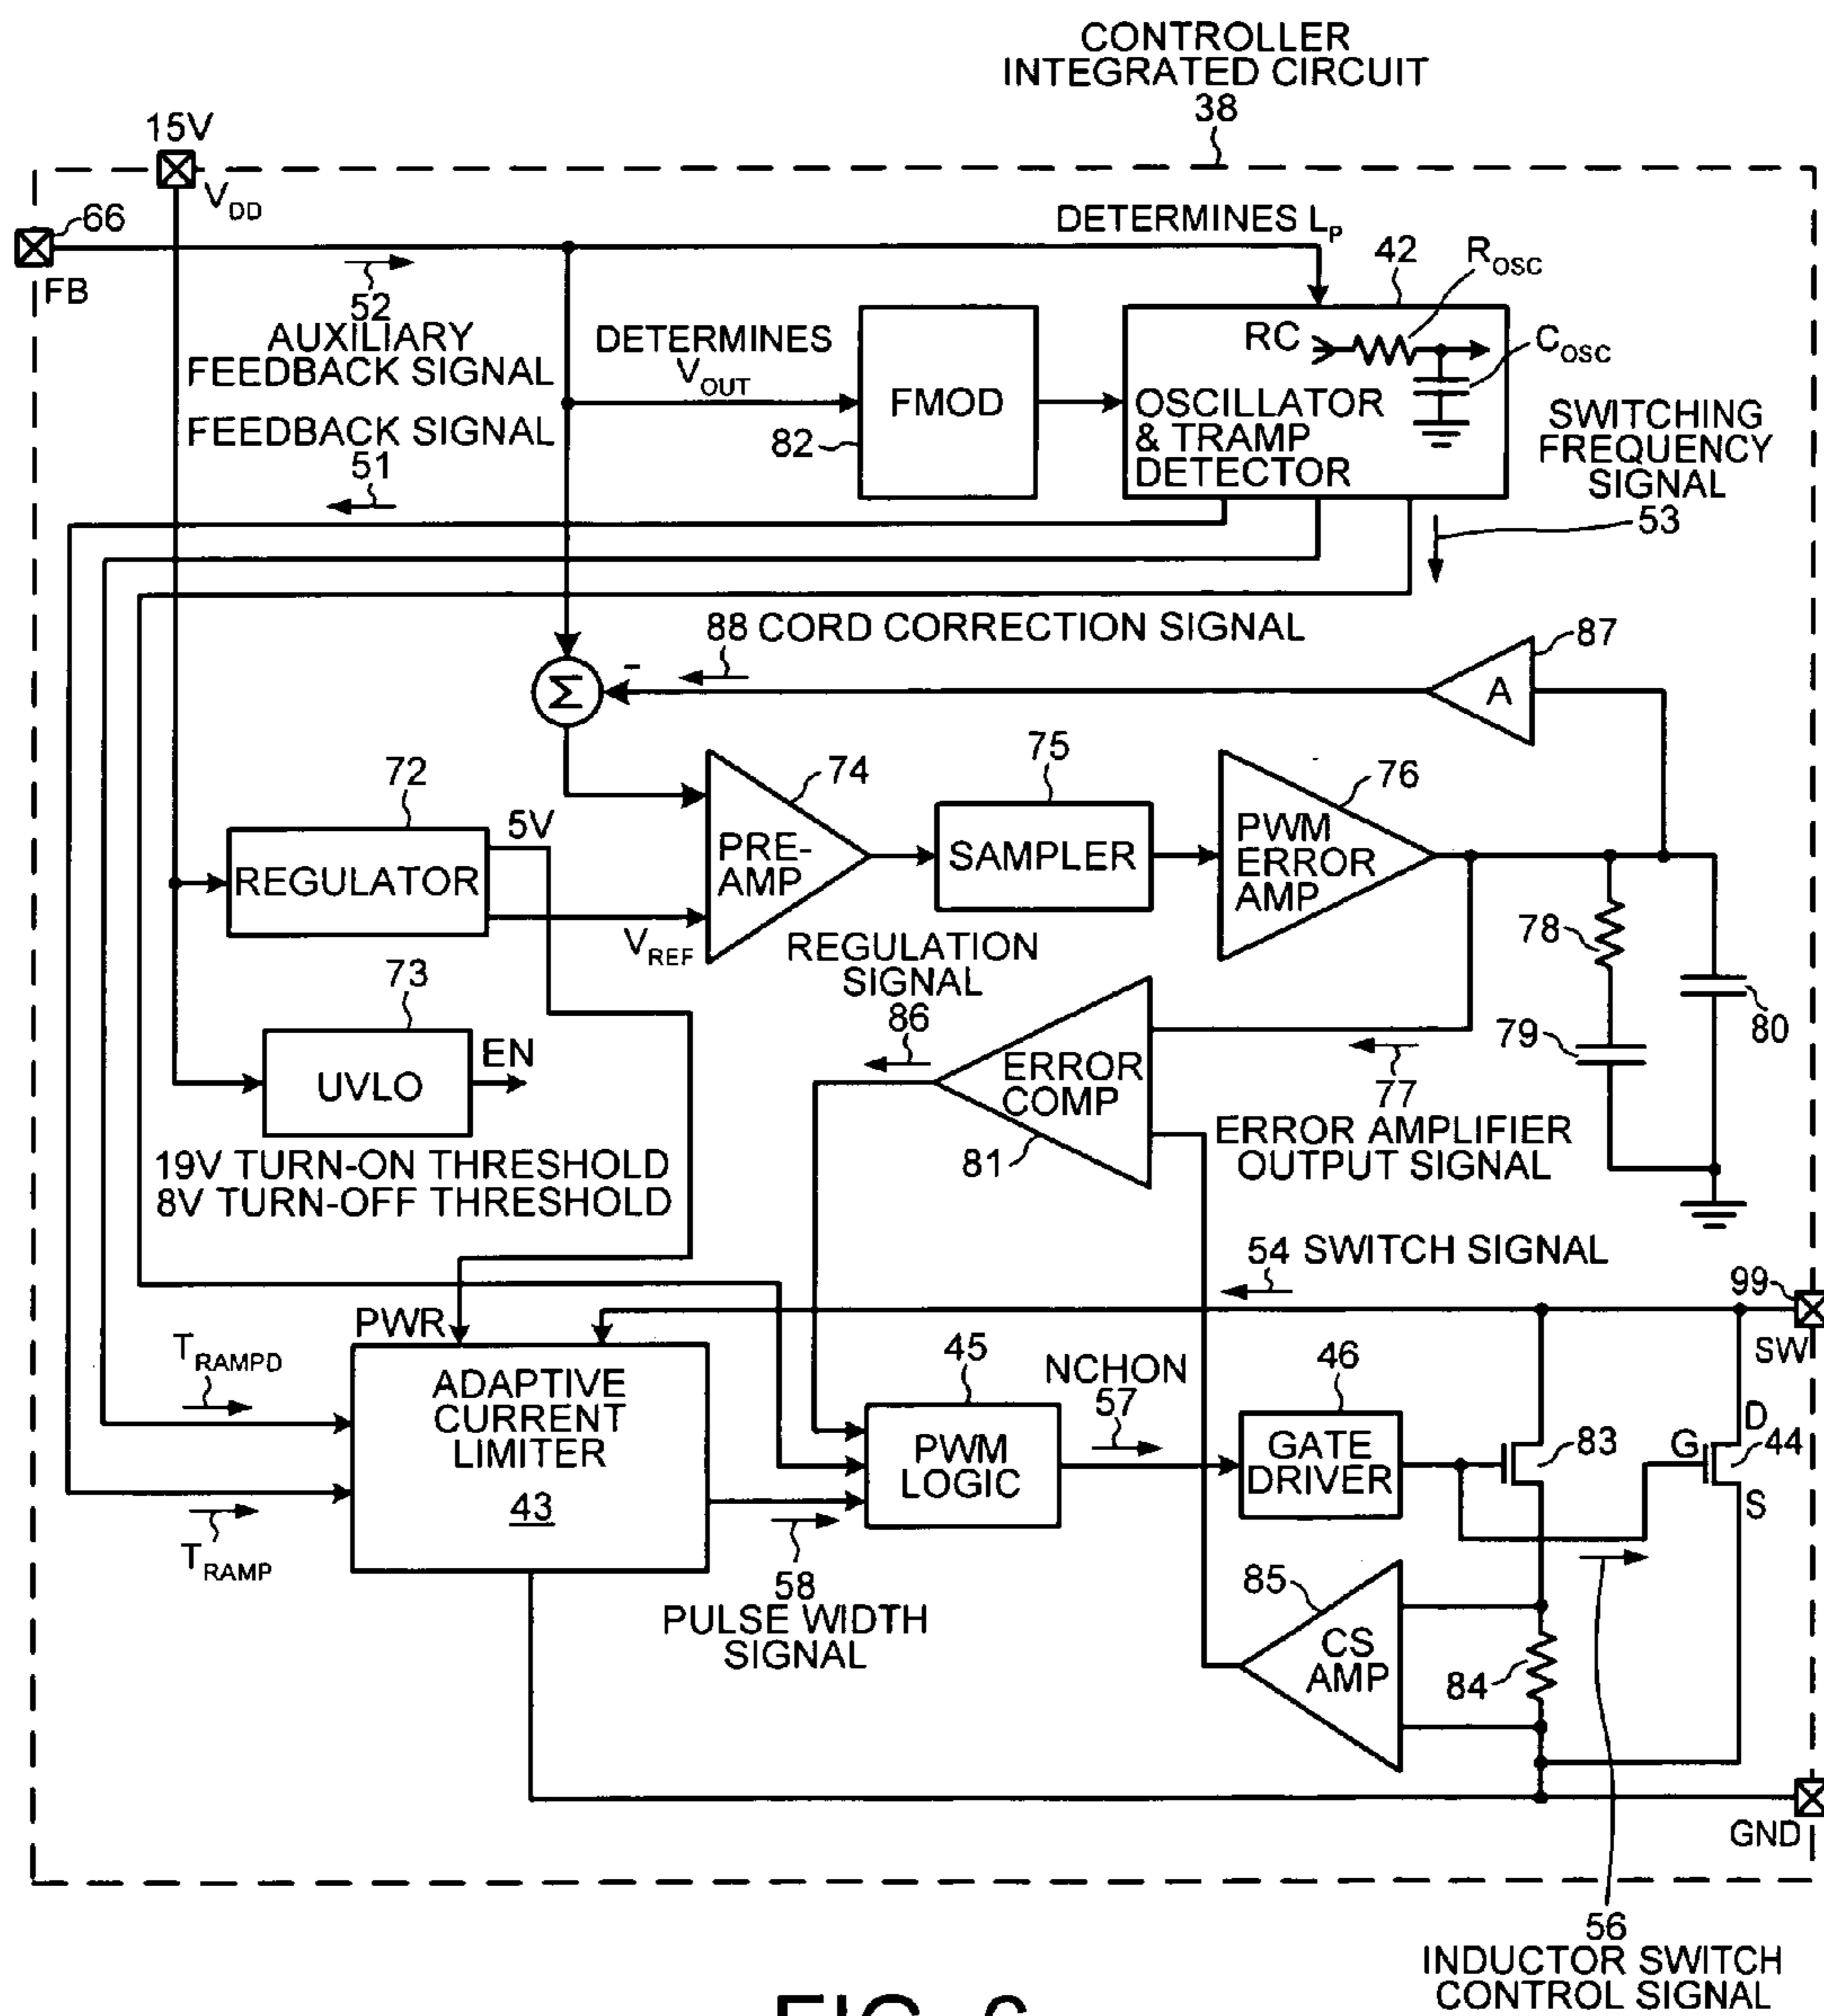 CONTROLLER
INTEGRATED CIRCUIT
38
15V
VDD
66
FB
52
AUXILIARY
FEEDBACK SIGNAL
FEEDBACK SIGNAL
51
DETERMINES LP
DETERMINES
VOUT
FMOD
82
42
ROSC
RC
COSC
OSCILLATOR
& TRAMP
DETECTOR
SWITCHING
FREQUENCY
SIGNAL
53
88 CORD CORRECTION SIGNAL
87
A
-
Σ
72
5V
REGULATOR
VREF
74
PRE-
AMP
75
SAMPLER
76
PWM
ERROR
AMP
78
79
80
73
UVLO
EN
19V TURN-ON THRESHOLD
8V TURN-OFF THRESHOLD
REGULATION
SIGNAL
86
ERROR
COMP
81
77
ERROR AMPLIFIER
OUTPUT SIGNAL
54 SWITCH SIGNAL
99
SW
PWR
TRAMPD
TRAMP
ADAPTIVE
CURRENT
LIMITER
43
58
PULSE WIDTH
SIGNAL
45
PWM
LOGIC
NCHON
57
46
GATE
DRIVER
83
G
D
44
S
85
CS
AMP
84
GND
56
INDUCTOR SWITCH
CONTROL SIGNAL